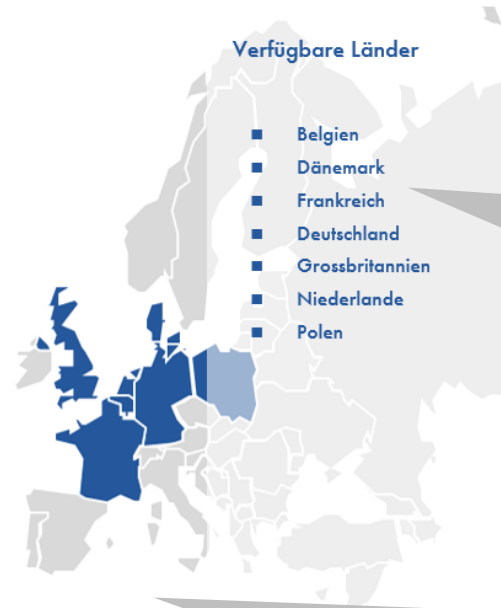 Verfügbare Länder
Belgien
Dänemark
Frankreich
Deutschland
Grossbritannien
Niederlande
Polen